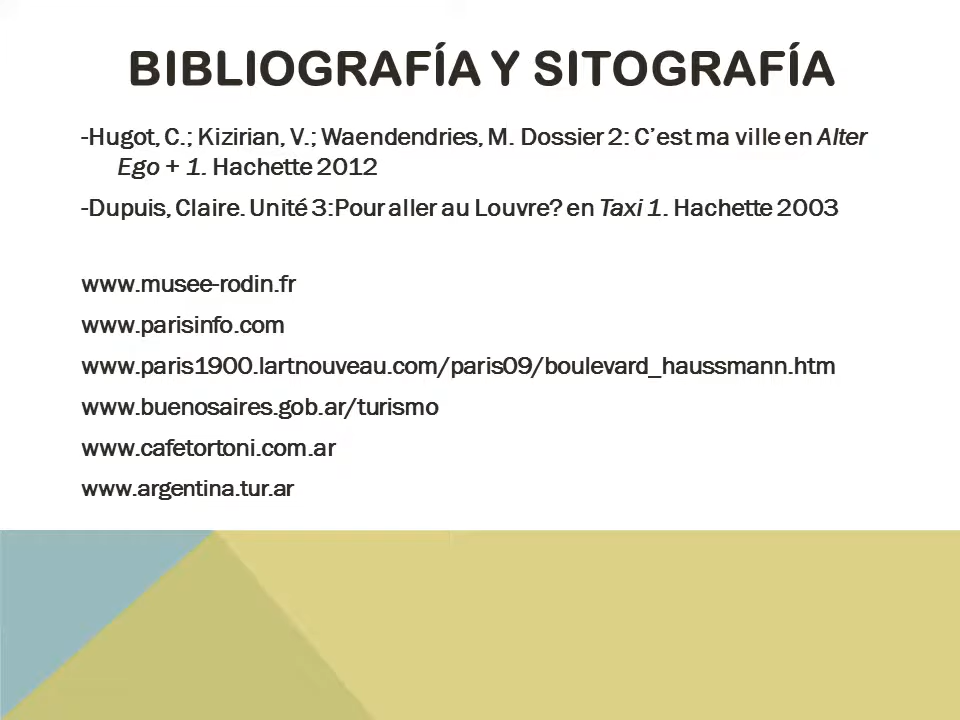 BIBLIOGRAFÍA Y SITOGRAFÍA
-Hugot, C.; Kizirian, V.; Waendendries, M. Dossier 2: C’est ma ville en Alter
Ego + 1. Hachette 2012
-Dupuis, Claire. Unité 3:Pour aller au Louvre? en Taxi 1. Hachette 2003
www.musee-rodin.fr
www.parisinfo.com
www.paris1900.lartnouveau.com/paris09/boulevard_haussmann.htm
www.buenosaires.gob.ar/turismo
www.cafetortoni.com.ar
www.argentina.tur.ar